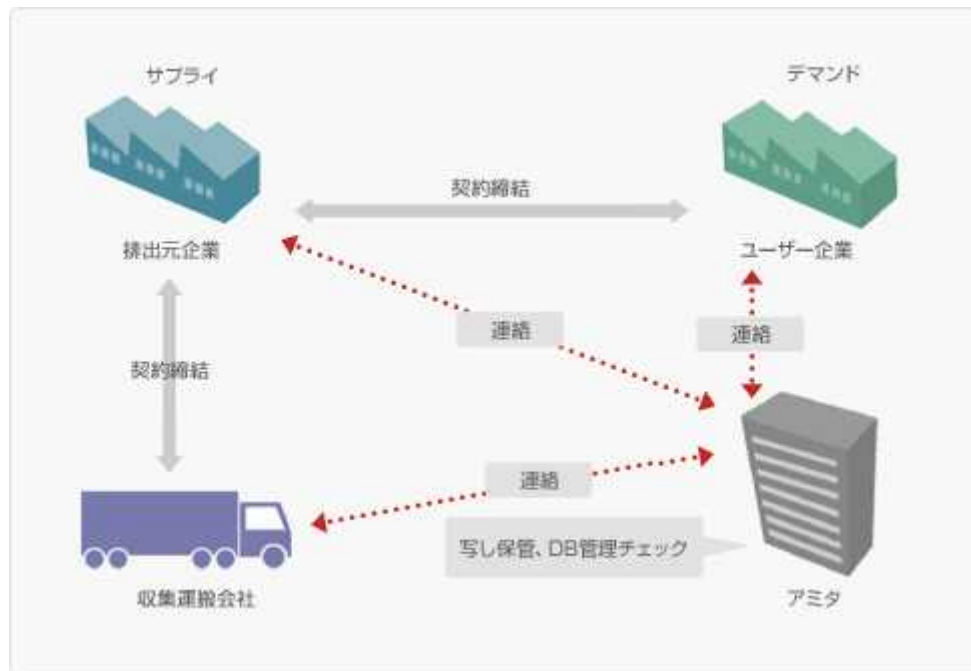 サプライ
デマンド
契約締結
排出元企業
ユーザー企業
連絡
連絡
契約締結
連絡
写し保管、DB管理チェック
収集運搬会社
アミタ